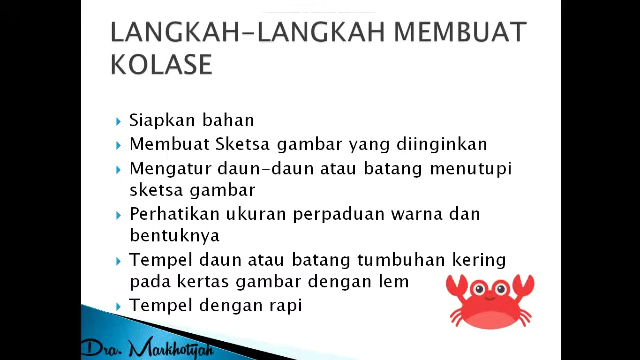 LANGKAH-LANGKAH MEMBUAT
KOLASE
Siapkan bahan
Membuat Sketsa gambar yang diinginkan
Mengatur daun-daun atau batang menutupi
sketsa gambar
Perhatikan ukuran perpaduan warna dan
bentuknya
Tempel daun atau batang tumbuhan kering
pada kertas gambar dengan lem
Tempel dengan rapi
Dra. Markhotijah